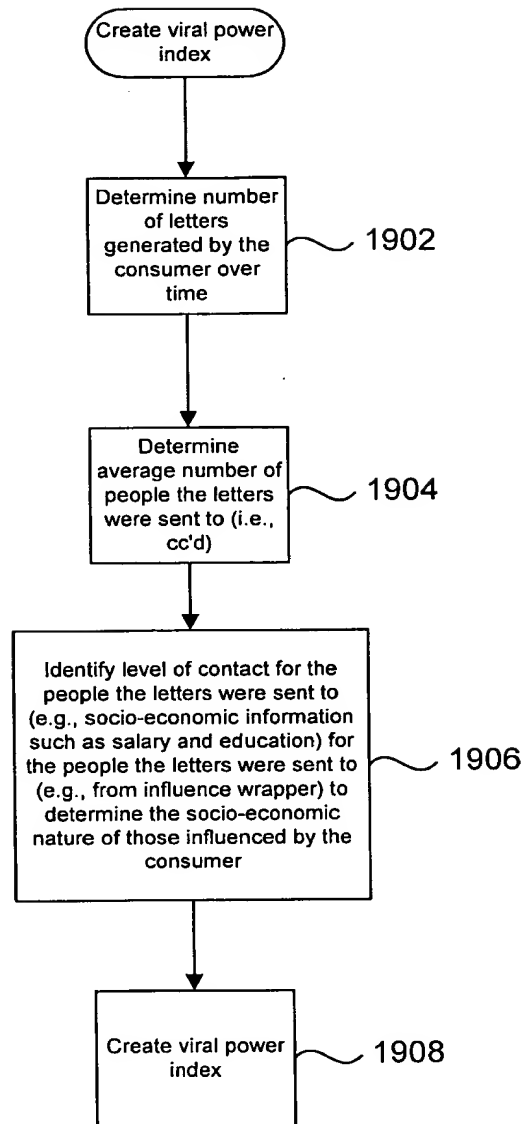 Create viral power
index
Determine number
of letters
generated by the
consumer over
time
1902
Determine
average number of
people the letters
were sent to (i.e.,
cc'd)
1904
Identify level of contact for the
people the letters were sent to
(e.g., socio-economic information
such as salary and education) for
the people the letters were sent to
(e.g., from influence wrapper) to
determine the socio-economic
nature of those influenced by the
consumer
1906
Create viral power
index
1908